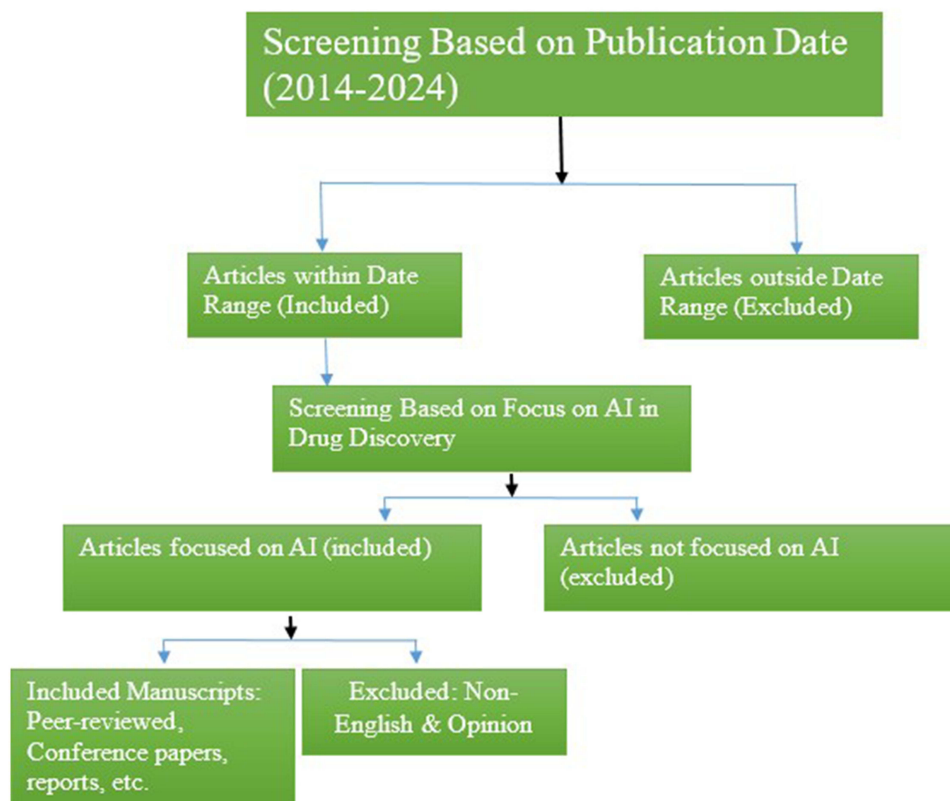 Screening Based on Publication Date
(2014-2024)
Articles within Date
Range (Included)
Articles outside Date
Range (Excluded)
Screening Based on Focus on AI in
Drug Discovery
Articles focused on AI (included)
Articles not focused on AI
(excluded)
Included Manuscripts:
Peer-reviewed,
Conference papers,
reports, etc.
Excluded: Non-
English & Opinion